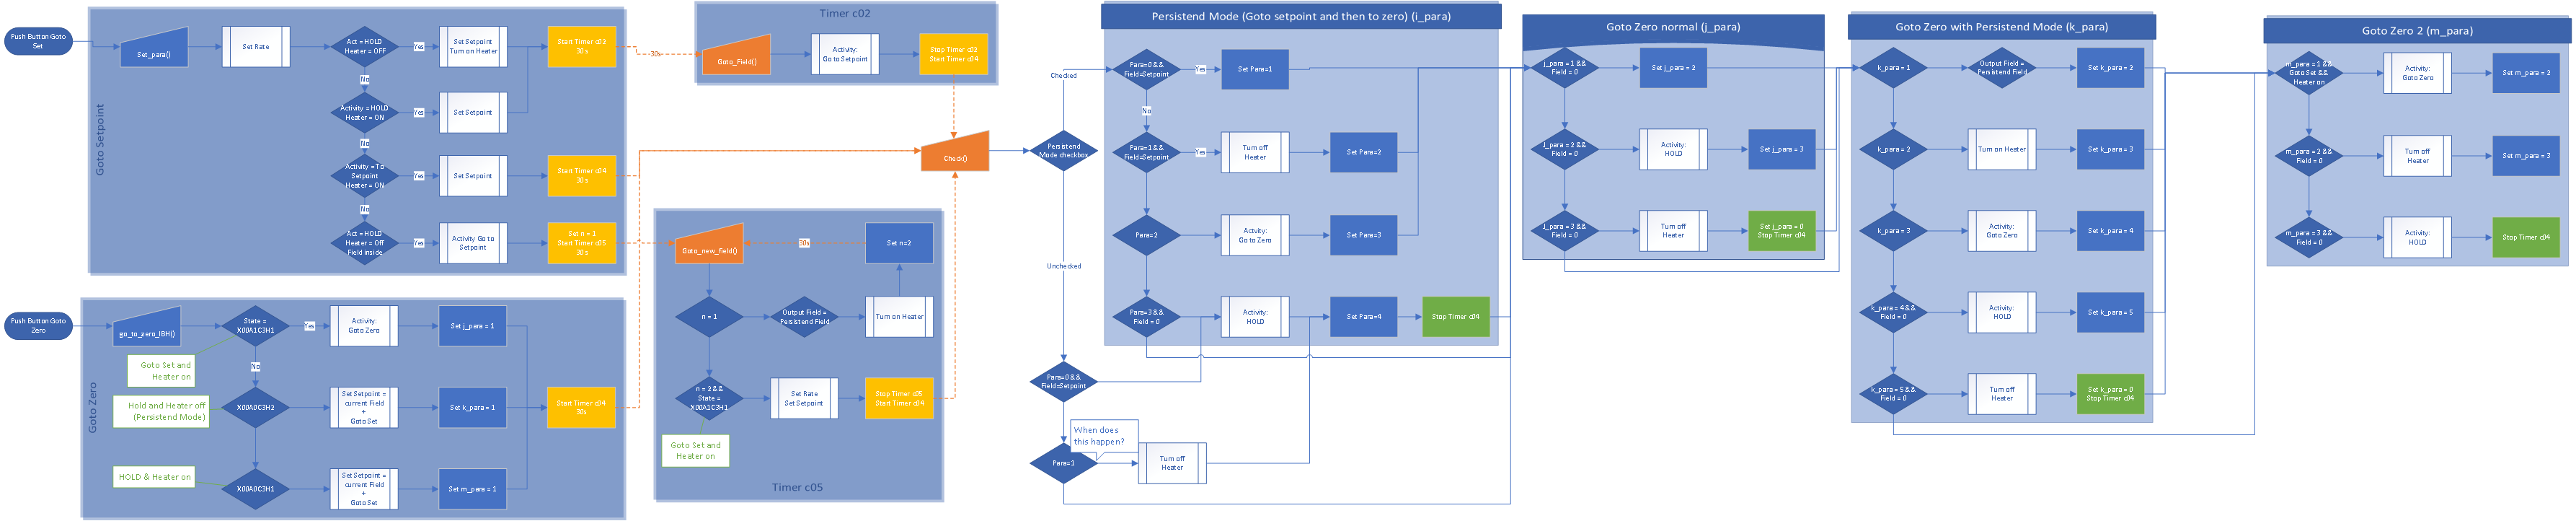 Push Button Goto
Set
Goto Setpoint
Set_para()
Set Rate
Act = HOLD
Heater = OFF
Yes
Set Setpoint
Turn on Heater
Start Timer c02
30s
No
Activity = HOLD
Heater = ON
Yes
Set Setpoint
No
Activity = To
Setpoint
Heater = ON
Yes
Set Setpoint
Start Timer c04
30s
No
Act = HOLD
Heater = Off
Field inside
Yes
Activity Go to
Setpoint
Set n = 1
Start Timer c05
30s
Push Button Goto
Zero
Goto Zero
go_to_zero_IBH()
State =
X00A1C3H1
Yes
Activity:
Goto Zero
Set j_para = 1
Goto Set and
Heater on
No
Hold and Heater off
(Persistend Mode)
X00A0C3H2
Set Setpoint =
current Field
+
Goto Set
Set k_para = 1
Start Timer c04
30s
HOLD & Heater on
X00A0C3H1
Set Setpoint =
current Field
+
Goto Set
Set m_para = 1
Timer c02
30s
Goto_Field()
Activity:
Go to Setpoint
Stop Timer c02
Start Timer c04
Check()
Goto_new_field()
30s
Set n=2
n = 1
Output Field =
Persistend Field
Turn on Heater
n = 2 &&
State =
X00A1C3H1
Set Rate
Set Setpoint
Stop Timer c05
Start Timer c04
Goto Set and
Heater on
Timer c05
Persistend
Mode checkbox
Checked
Unchecked
Para=0 &&
Field=Setpoint
When does
this happen?
Para=1
Turn off
Heater
Persistend Mode (Goto setpoint and then to zero) (i_para)
Para=0 &&
Field=Setpoint
Yes
Set Para=1
No
Para=1 &&
Field=Setpoint
Yes
Turn off
Heater
Set Para=2
Para=2
Activity:
Go to Zero
Set Para=3
Para=3 &&
Field = 0
Activity:
HOLD
Set Para=4
Stop Timer c04
Goto Zero normal (j_para)
j_para = 1 &&
Field = 0
Set j_para = 2
j_para = 2 &&
Field = 0
Activity:
HOLD
Set j_para = 3
j_para = 3 &&
Field = 0
Turn off
Heater
Set j_para = 0
Stop Timer c04
Goto Zero with Persistend Mode (k_para)
k_para = 1
Output Field =
Persistend Field
Set k_para = 2
k_para = 2
Turn on Heater
Set k_para = 3
k_para = 3
Activity:
Goto Zero
Set k_para = 4
k_para = 4 &&
Field = 0
Activity:
HOLD
Set k_para = 5
k_para = 5 &&
Field = 0
Turn off
Heater
Set k_para = 0
Stop Timer c04
Goto Zero 2 (m_para)
m_para = 1 &&
Goto Set &&
Heater on
Activity:
Goto Zero
Set m_para = 2
m_para = 2 &&
Field = 0
Turn off
Heater
Set m_para = 3
m_para = 3 &&
Field = 0
Activity:
HOLD
Stop Timer c04